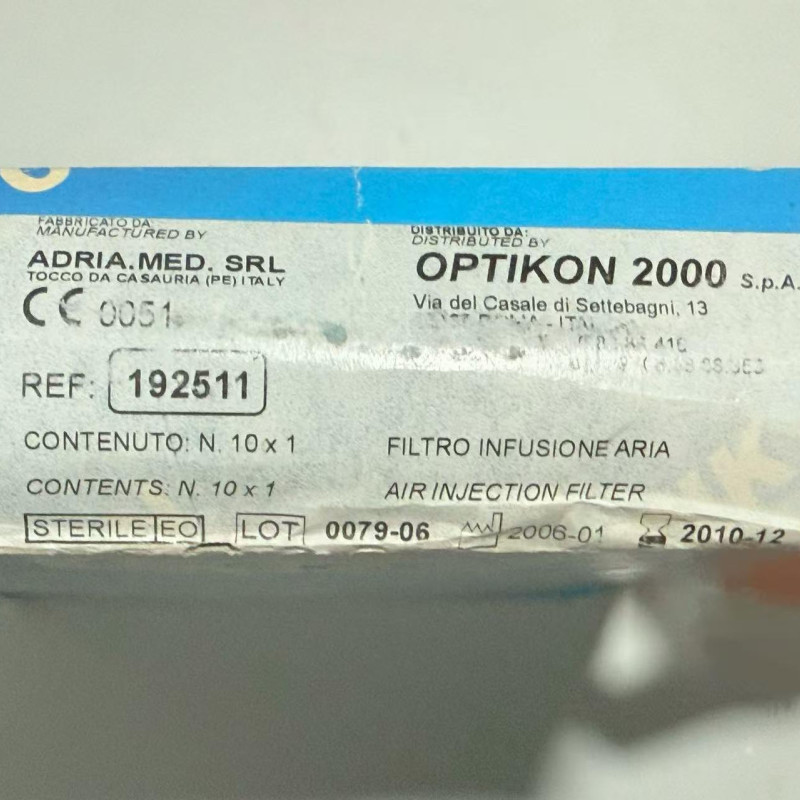 FABBRICATO DA:
MANUFACTURED BY
ADRIA.MED. SRL
TOCCO DA CASAURIA (PE) ITALY
CE 0051
REF: 192511
CONTENUTO: N. 10 x 1
CONTENTS: N. 10 x 1
STERILE EO LOT 0079-06 2006-01 2010-12
DISTRIBUITO DA:
DISTRIBUTED BY
OPTIKON 2000 S.p.A.
Via del Casale di Settebagni, 13
FILTRO INFUSIONE ARIA
AIR INJECTION FILTER